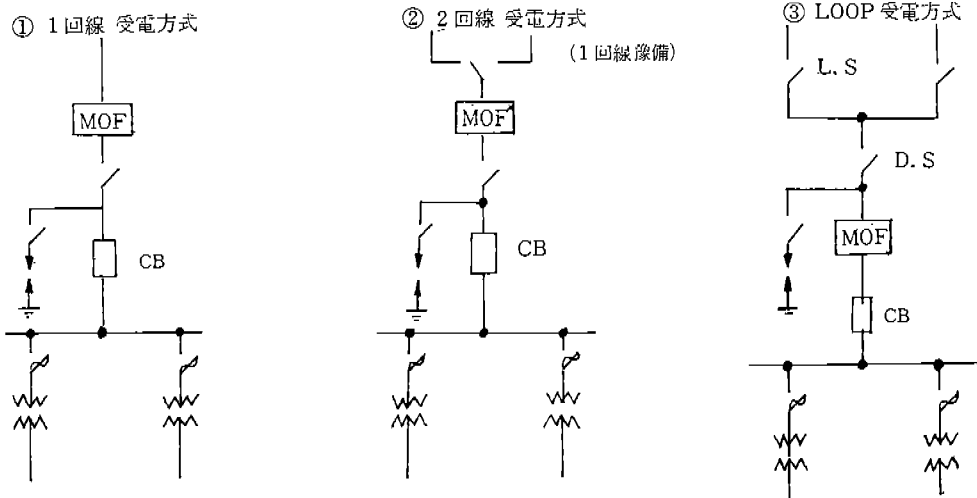 ① 1回線 受電方式
MOF
CB
② 2回線 受電方式
(1回線豫備)
MOF
CB
③ LOOP 受電方式
L.S
D.S
MOF
CB